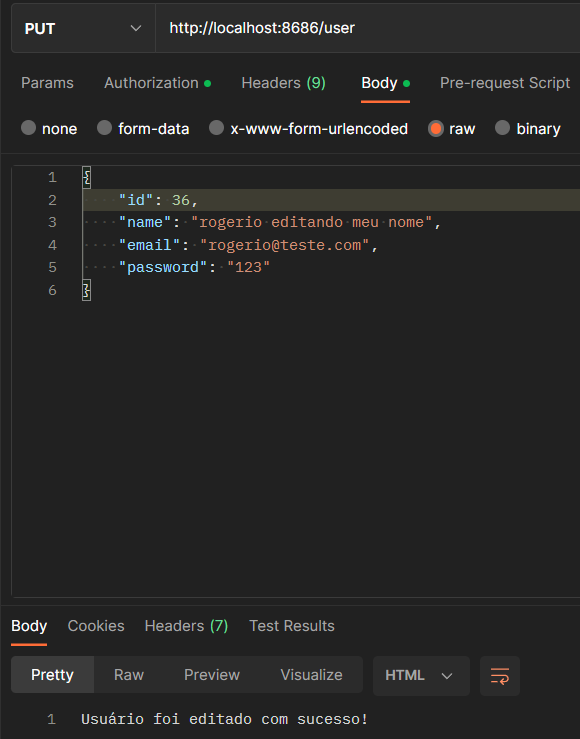 PUT http://localhost:8686/user
Params Authorization Headers (9) Body Pre-request Script
none form-data x-www-form-urlencoded raw binary
1 {
2 "id": 36,
3 "name": "rogerio editando meu nome",
4 "email": "rogerio@teste.com",
5 "password": "123"
6 }
Body Cookies Headers (7) Test Results
Pretty Raw Preview Visualize HTML
1 Usuário foi editado com sucesso!